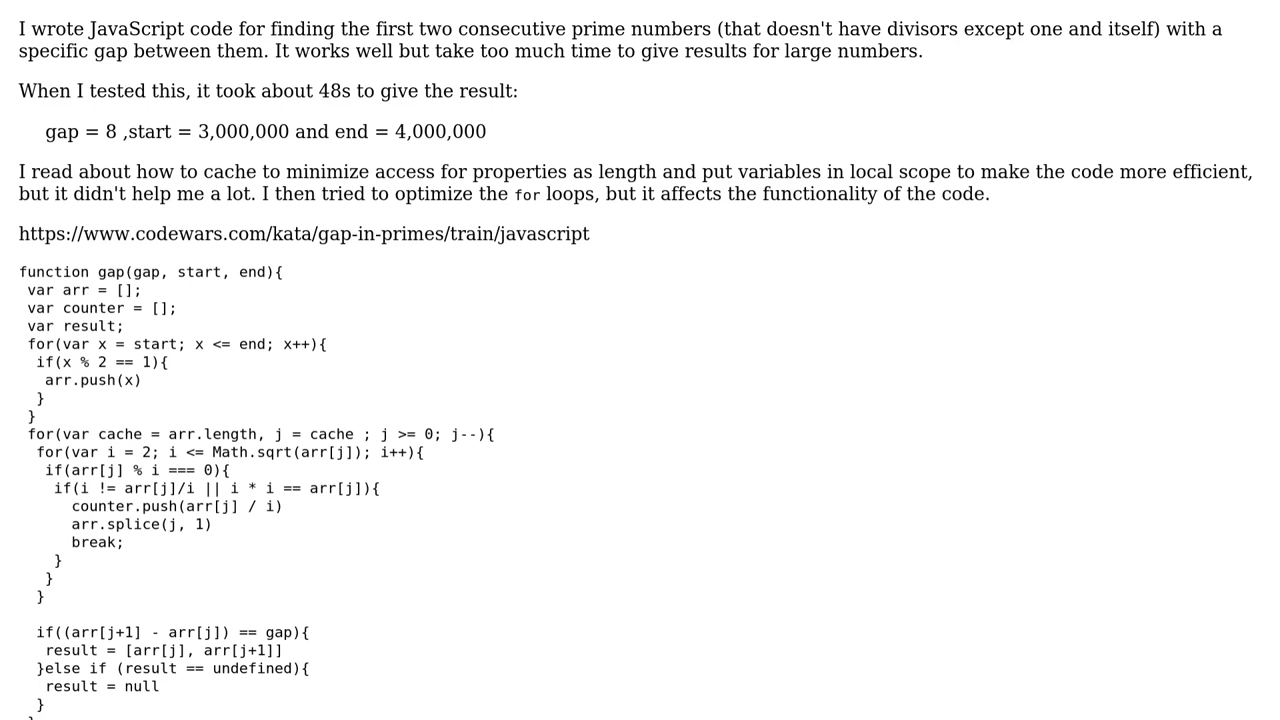 I wrote JavaScript code for finding the first two consecutive prime numbers (that doesn't have divisors except one and itself) with a
specific gap between them. It works well but take too much time to give results for large numbers.
When I tested this, it took about 48s to give the result:
gap = 8 ,start = 3,000,000 and end = 4,000,000
I read about how to cache to minimize access for properties as length and put variables in local scope to make the code more efficient,
but it didn't help me a lot. I then tried to optimize the for loops, but it affects the functionality of the code.
https://www.codewars.com/kata/gap-in-primes/train/javascript
function gap(gap, start, end){
 var arr = [];
 var counter = [];
 var result;
 for(var x = start; x <= end; x++){
  if(x % 2 == 1){
   arr.push(x)
  }
 }
 for(var cache = arr.length, j = cache ; j >= 0; j--){
  for(var i = 2; i <= Math.sqrt(arr[j]); i++){
   if(arr[j] % i === 0){
    if(i != arr[j]/i || i * i == arr[j]){
      counter.push(arr[j] / i)
      arr.splice(j, 1)
      break;
    }
   }
  }
  if((arr[j+1] - arr[j]) == gap){
   result = [arr[j], arr[j+1]]
  }else if (result == undefined){
   result = null
  }